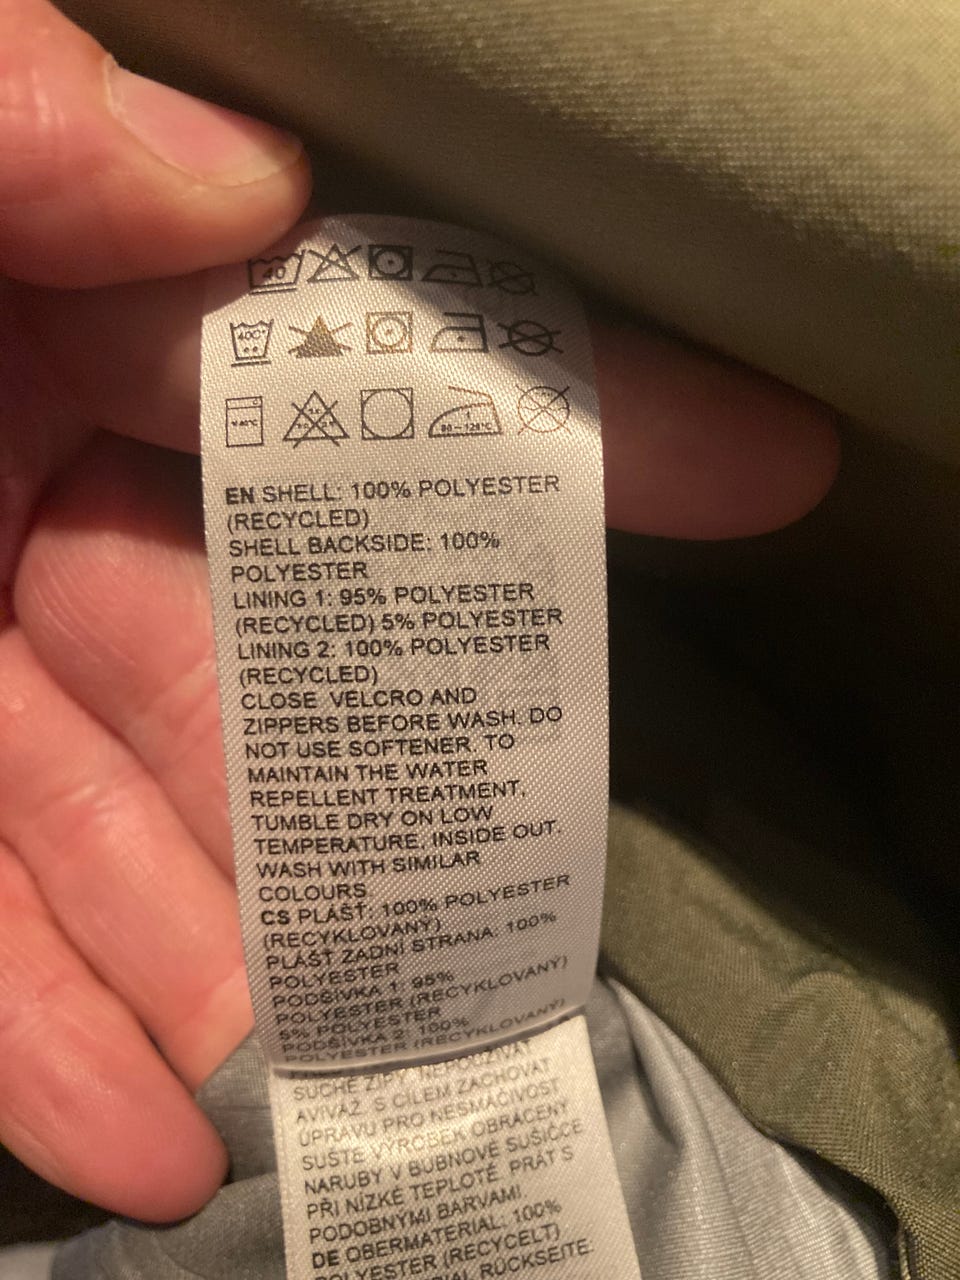 40
40C
80~120°C
EN SHELL: 100% POLYESTER
(RECYCLED)
SHELL BACKSIDE: 100%
POLYESTER
LINING 1: 95% POLYESTER
(RECYCLED) 5% POLYESTER
LINING 2: 100% POLYESTER
(RECYCLED)
CLOSE VELCRO AND
ZIPPERS BEFORE WASH. DO
NOT USE SOFTENER. TO
MAINTAIN THE WATER
REPELLENT TREATMENT,
TUMBLE DRY ON LOW
TEMPERATURE, INSIDE OUT.
WASH WITH SIMILAR
COLOURS
CS PLÁŠŤ: 100% POLYESTER
(RECYKLOVANÝ)
PLÁŠŤ ZADNÍ STRANA: 100%
POLYESTER
PODŠÍVKA 1: 95%
POLYESTER (RECYKLOVANÝ)
5% POLYESTER
PODŠÍVKA 2: 100%
POLYESTER (RECYKLOVANÝ)
SUCHÉ ZIPY. NEPOUŽÍVAT
AVIVÁŽ. S CÍLEM ZACHOVAT
ÚPRAVU PRO NESMÁČIVOST
SUŠTE VÝROBEK OBRÁCENÝ
NARUBY V BUBNOVÉ SUŠIČCE
PŘI NÍZKÉ TEPLOTĚ. PRÁT S
PODOBNÝMI BARVAMI.
DE OBERMATERIAL: 100%
POLYESTER (RECYCELT)
RÜCKSEITE: